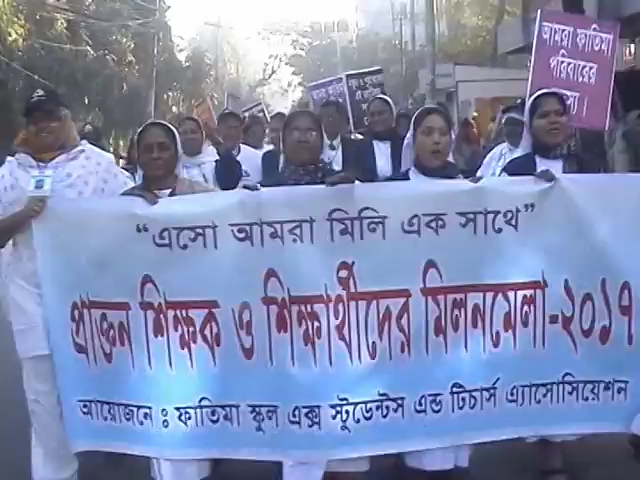 আমরা ফাতিমা
পরিবারের
"এসো আমরা মিলি এক সাথে"
প্রাক্তন শিক্ষক ও শিক্ষার্থীদের মিলনমেলা-২০১৭
আয়োজনে ঃ ফাতিমা স্কুল এক্স স্টুডেন্টস এন্ড টিচার্স এ্যাসোসিয়েশন